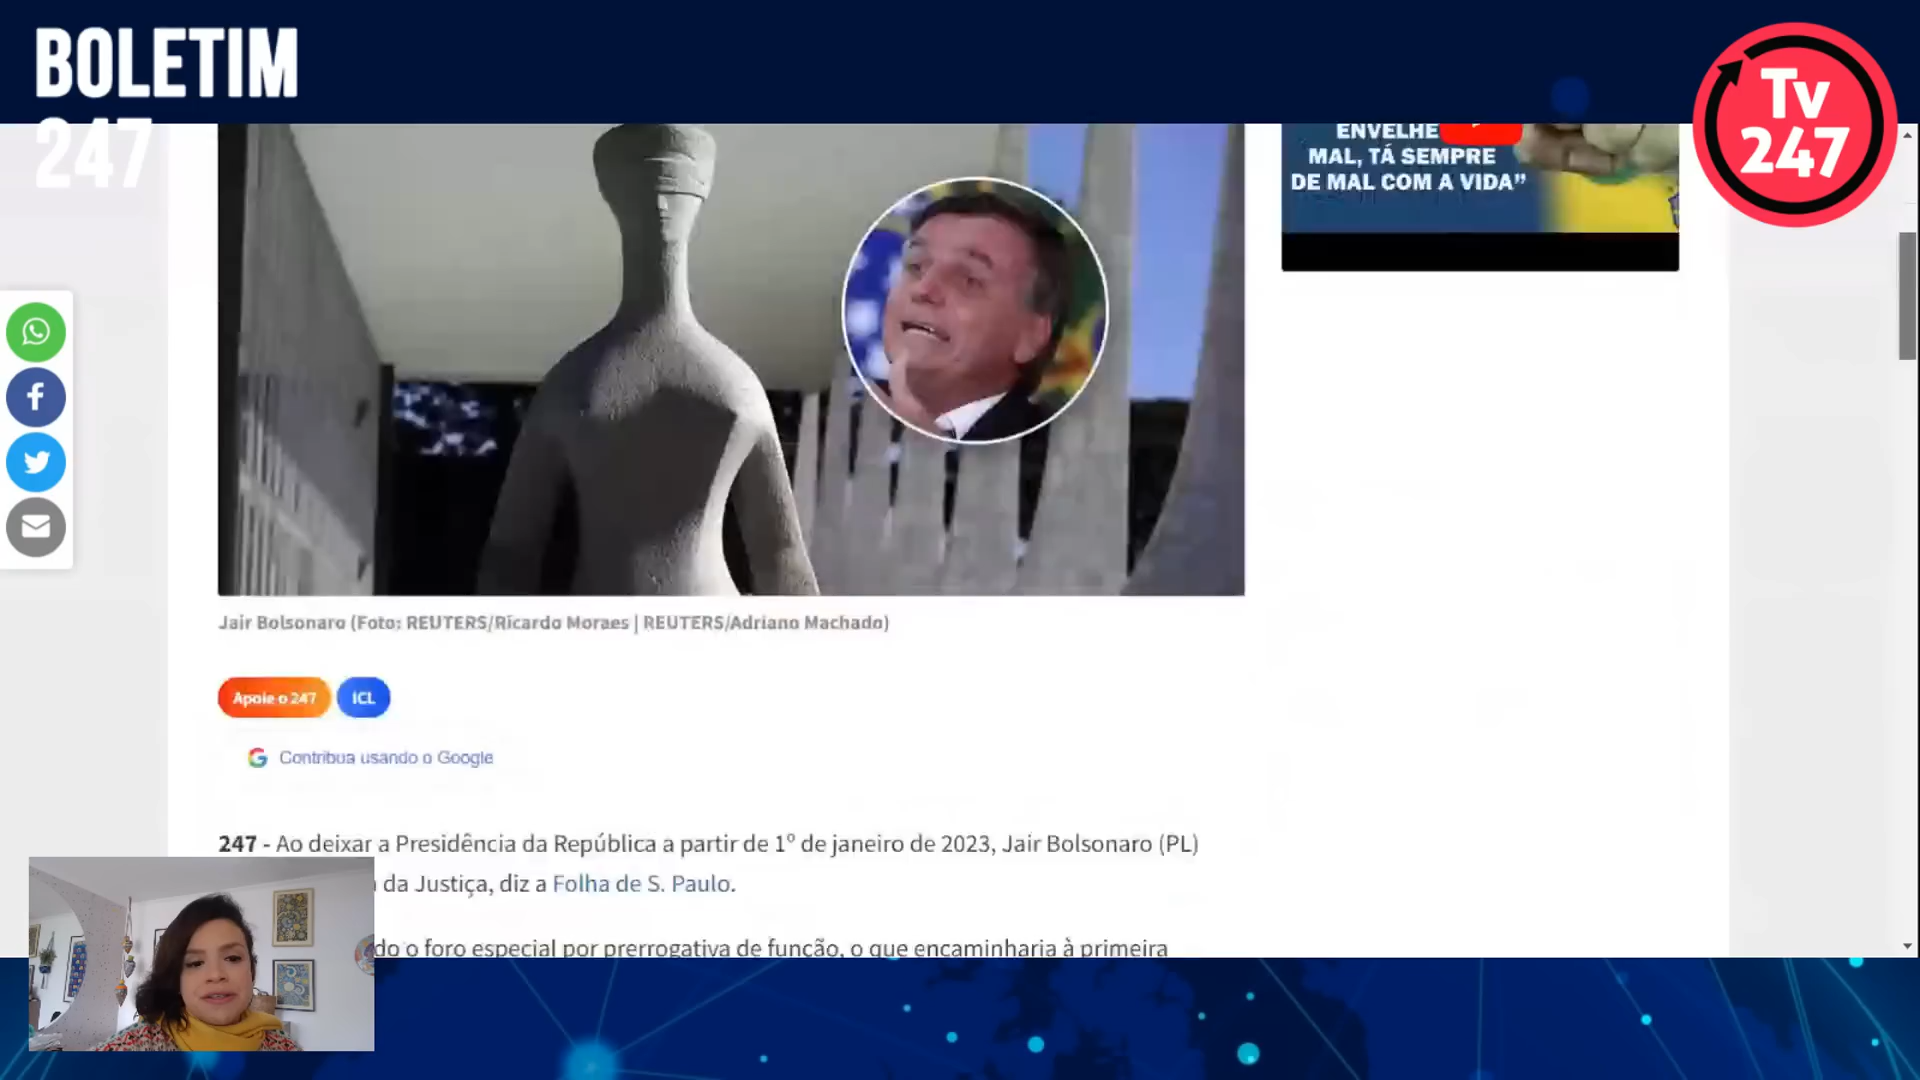 BOLETIM
247
Tv
247
ENVELHE
MAL, TÁ SEMPRE
DE MAL COM A VIDA”
Jair Bolsonaro (Foto: REUTERS/Ricardo Moraes | REUTERS/Adriano Machado)
Apoie o 247
ICL
Contribua usando o Google
247 - Ao deixar a Presidência da República a partir de 1º de janeiro de 2023, Jair Bolsonaro (PL)
da Justiça, diz a Folha de S. Paulo.
do o foro especial por prerrogativa de função, o que encaminharia à primeira